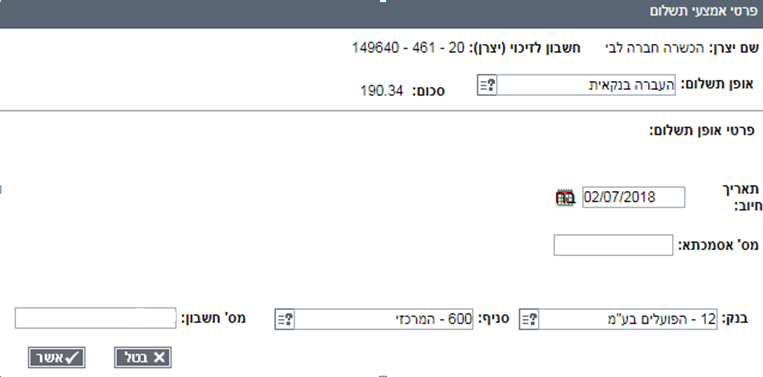 פרטי אמצעי תשלום
שם יצרן: הכשרה חברה לבי חשבון לזיכוי (יצרן): 20 - 461 - 149640
אופן תשלום: העברה בנקאית סכום: 190.34
פרטי אופן תשלום:
תאריך
חיוב: 02/07/2018
מס' אסמכתא:
בנק: 12 - הפועלים בע"מ סניף: 600 - המרכזי מס' חשבון:
בטל אשר